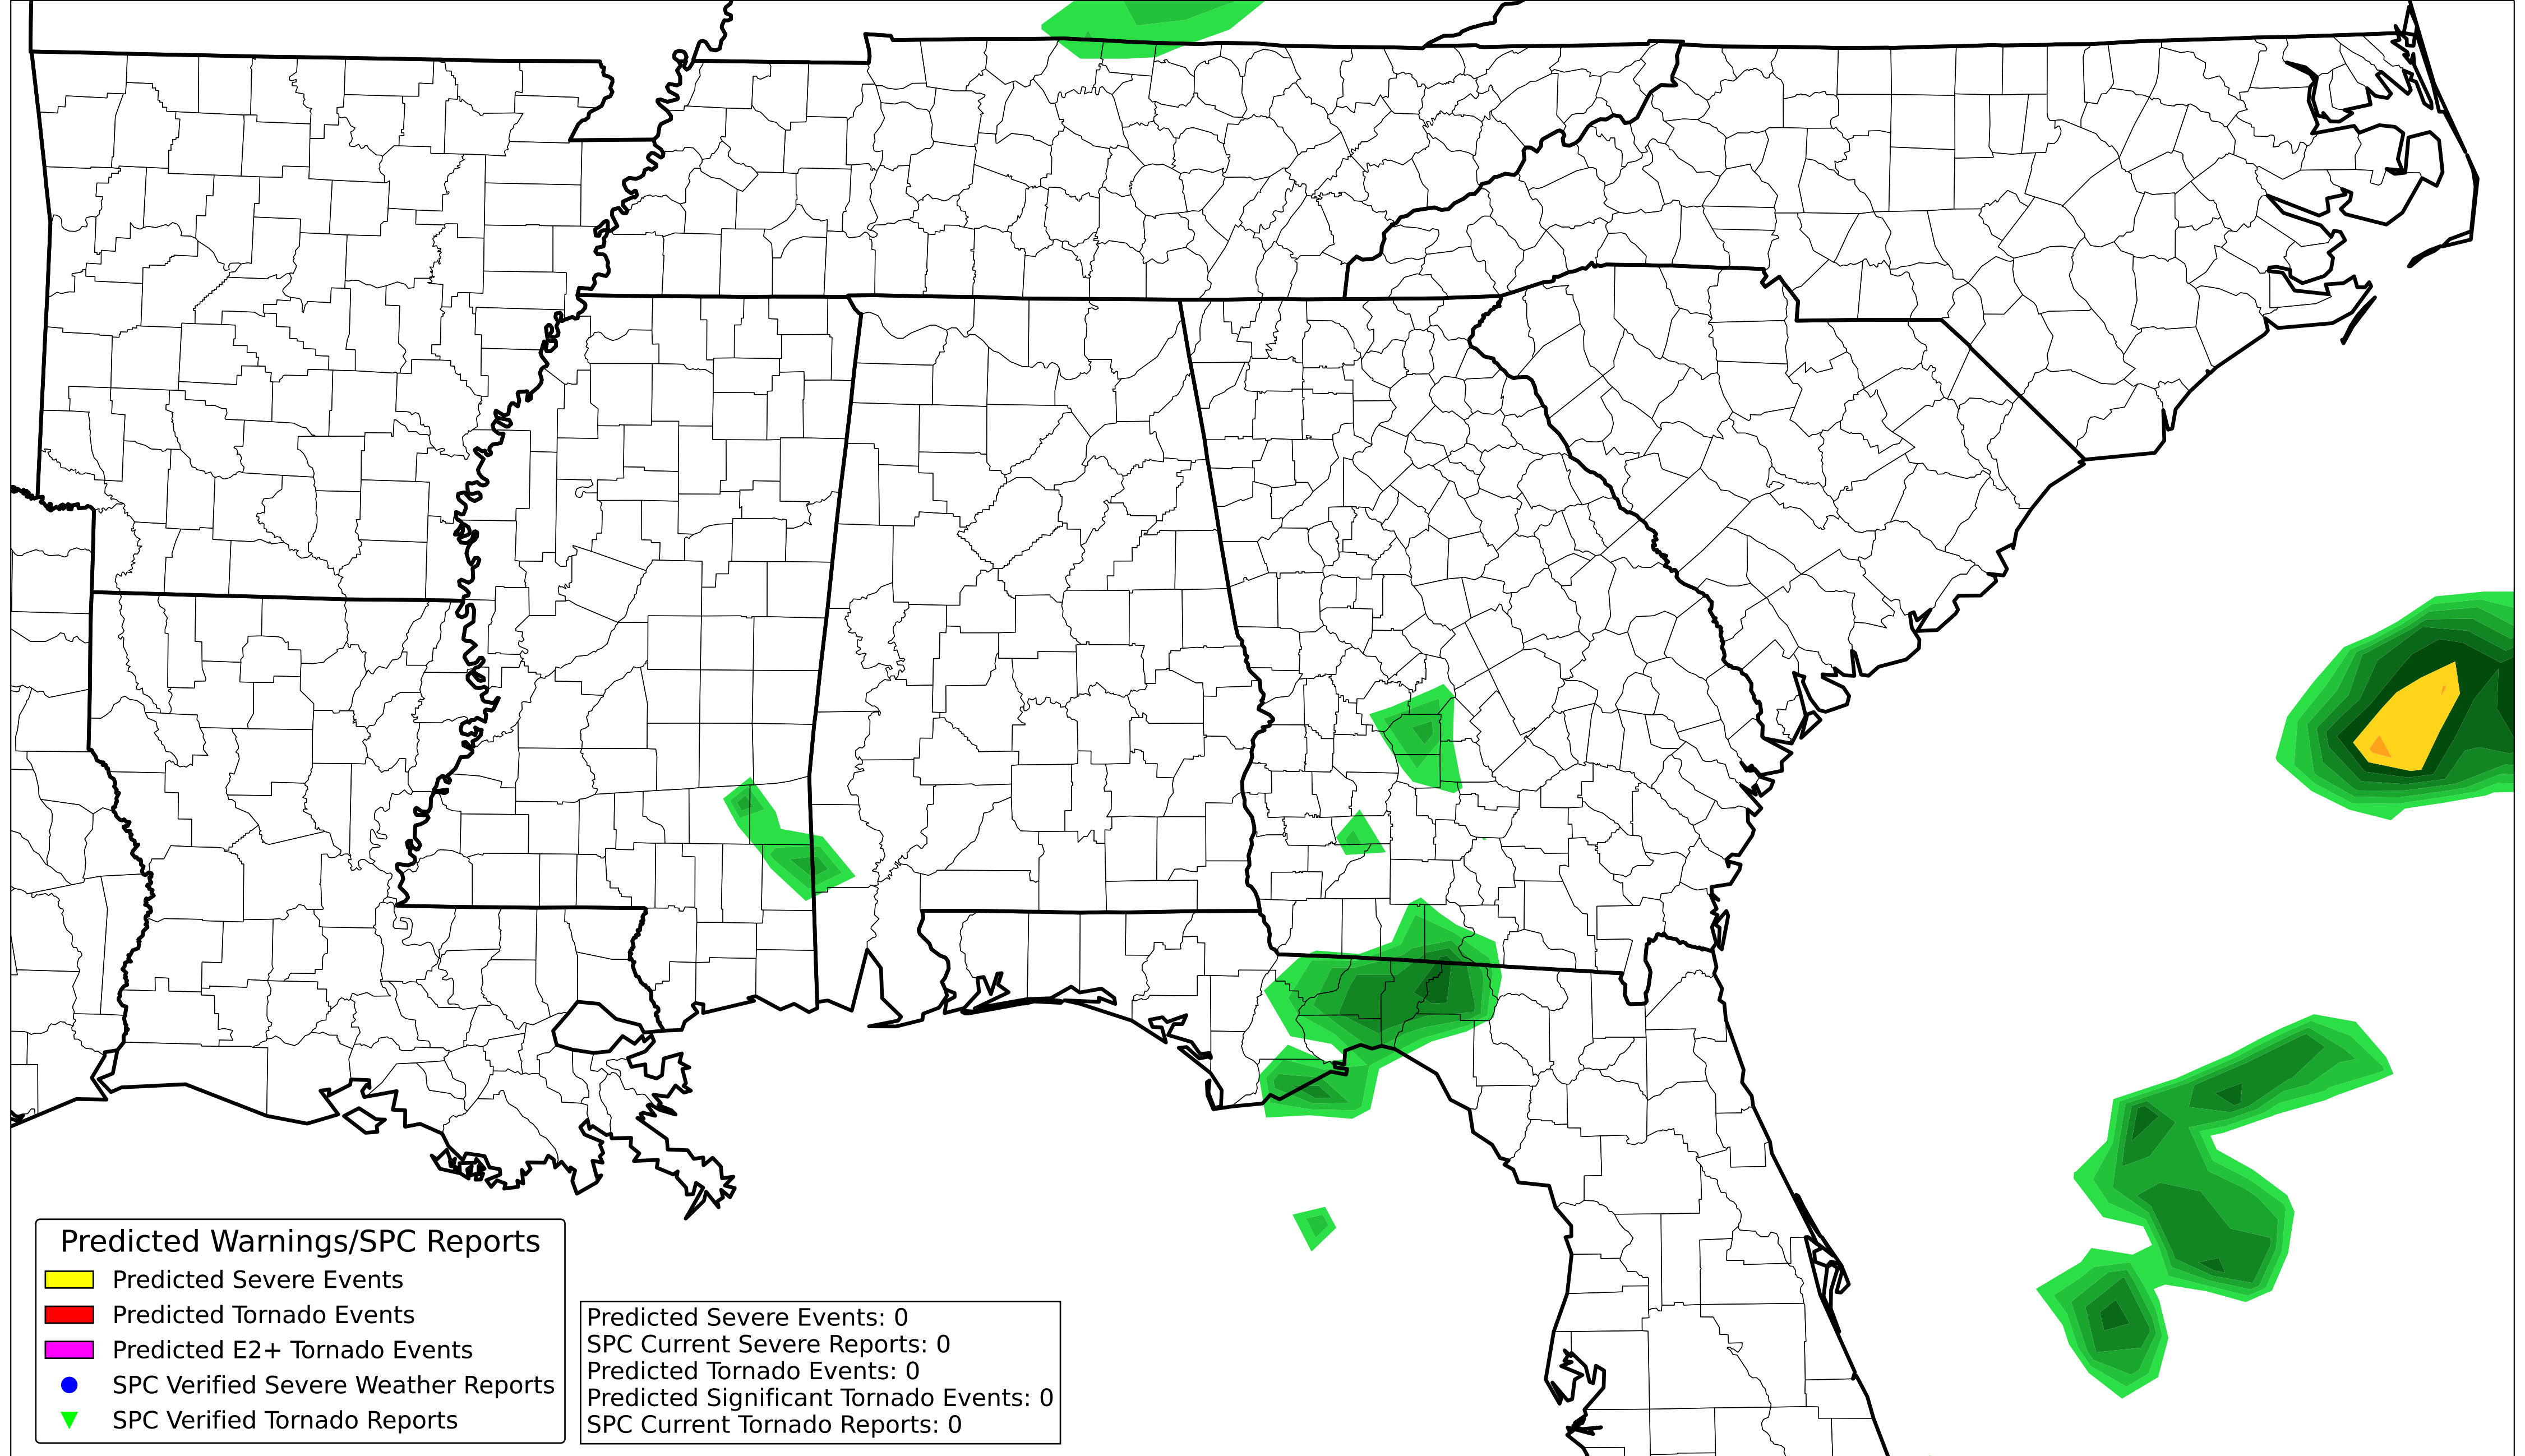 Predicted Warnings/SPC Reports
Predicted Severe Events
Predicted Tornado Events
Predicted E2+ Tornado Events
SPC Verified Severe Weather Reports
SPC Verified Tornado Reports
Predicted Severe Events: 0
SPC Current Severe Reports: 0
Predicted Tornado Events: 0
Predicted Significant Tornado Events: 0
SPC Current Tornado Reports: 0